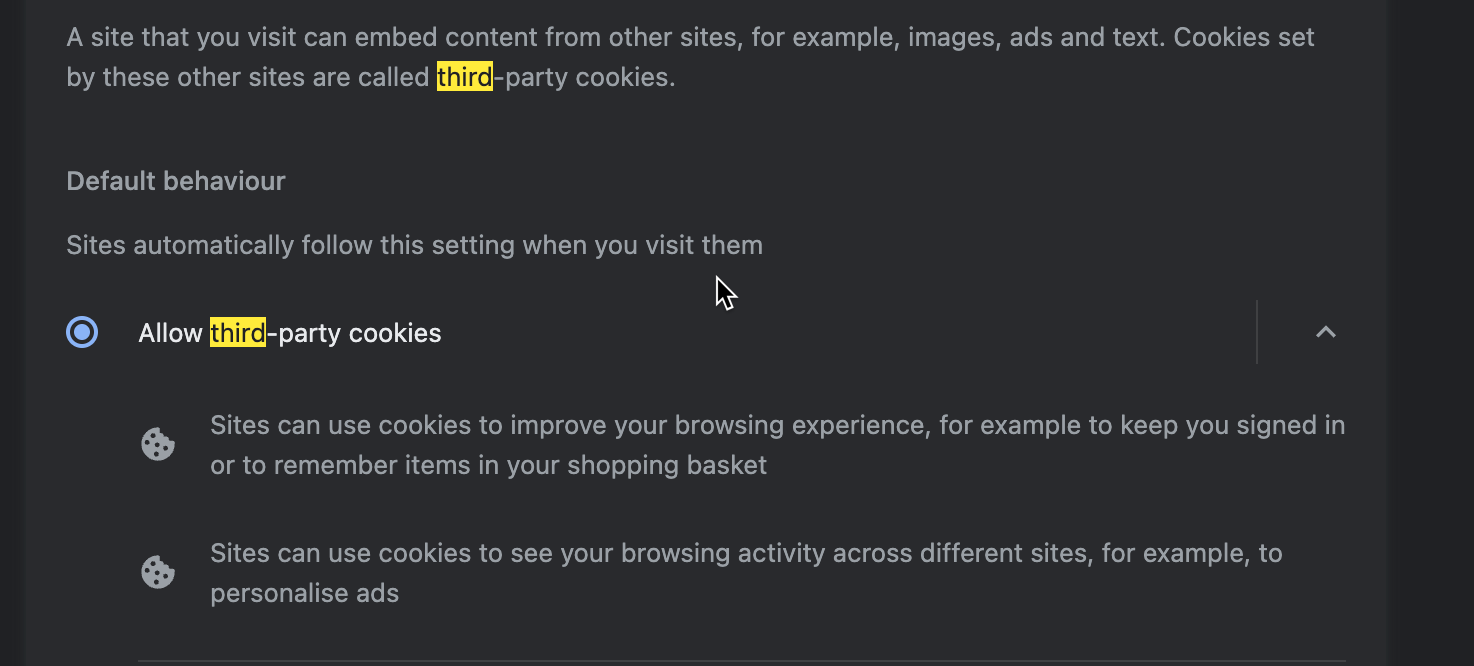 A site that you visit can embed content from other sites, for example, images, ads and text. Cookies set
by these other sites are called third-party cookies.
Default behaviour
Sites automatically follow this setting when you visit them
Allow third-party cookies
Sites can use cookies to improve your browsing experience, for example to keep you signed in
or to remember items in your shopping basket
Sites can use cookies to see your browsing activity across different sites, for example, to
personalise ads